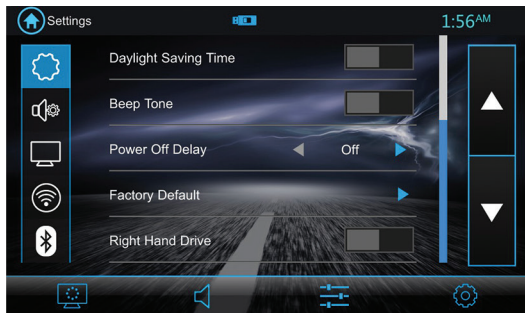 Settings
1:56AM
Daylight Saving Time
Beep Tone
Power Off Delay
Off
Factory Default
Right Hand Drive